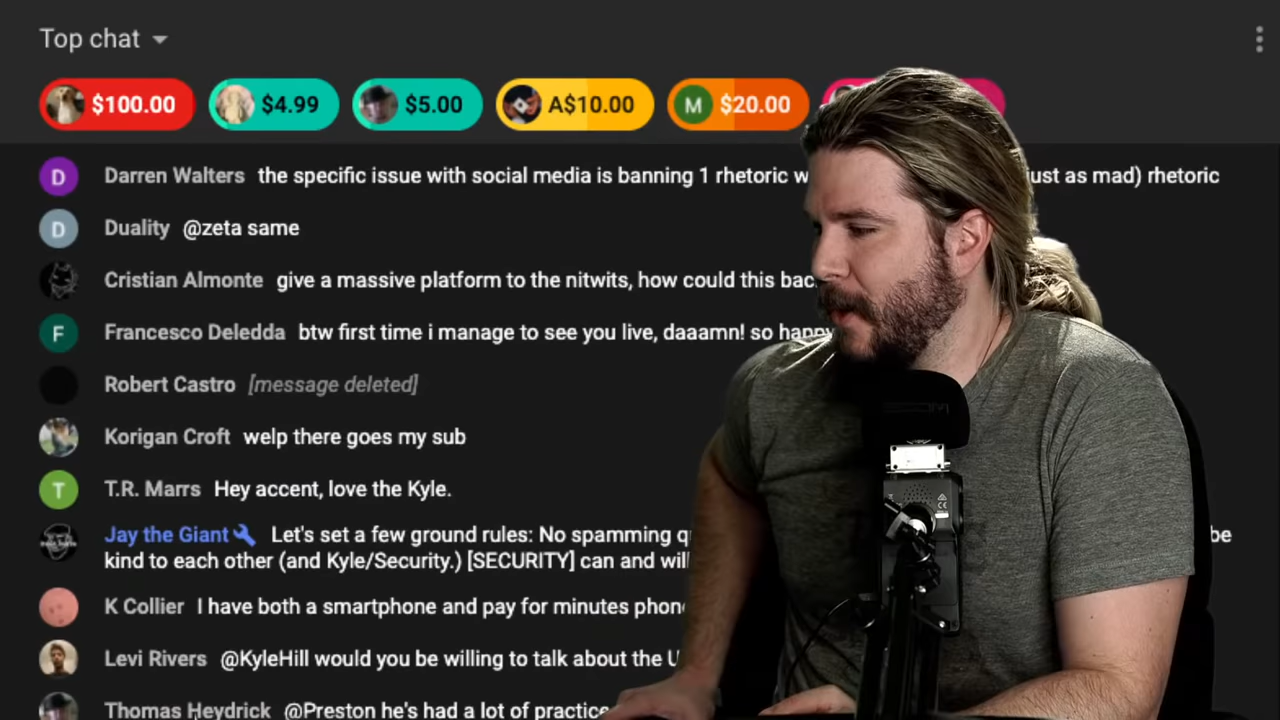 Top chat
$100.00 $4.99 $5.00 A$10.00 M $20.00
D Darren Walters the specific issue with social media is banning 1 rhetoric just as mad) rhetoric
D Duality @zeta same
Cristian Almonte give a massive platform to the nitwits, how could this
F Francesco Deledda btw first time i manage to see you live, daaamn! so happy
Robert Castro [message deleted]
Korigan Croft welp there goes my sub
T T.R. Marrs Hey accent, love the Kyle.
Jay the Giant Let's set a few ground rules: No spamming be
kind to each other (and Kyle/Security.) [SECURITY] can and will
K Collier I have both a smartphone and pay for minutes
Levi Rivers @KyleHill would you be willing to talk about the
Thomas Heydrick @Preston he's had a lot of practice